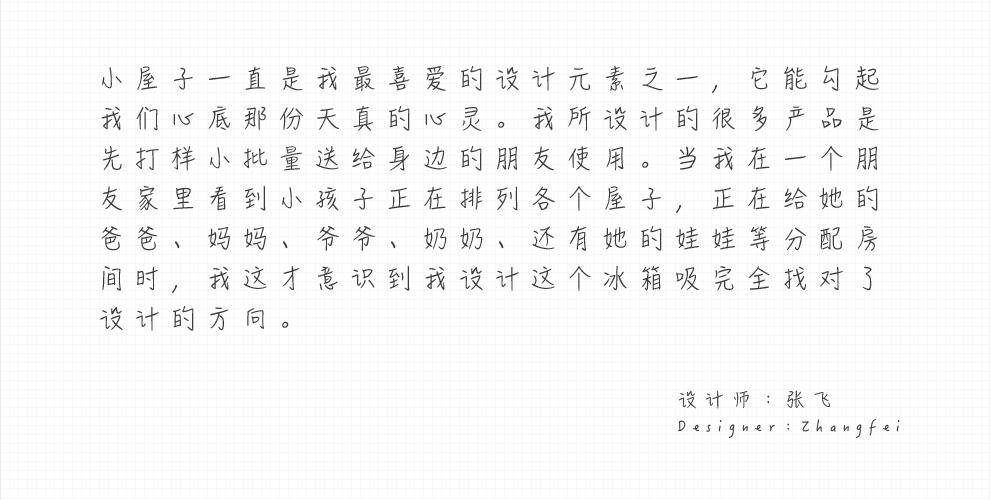 小屋子一直是我最喜爱的设计元素之一，它能勾起
我们心底那份天真的心灵。我所设计的很多产品是
先打样小批量送给身边的朋友使用。当我在一个朋
友家里看到小孩子正在排列各个屋子，正在给她的
爸爸、妈妈、爷爷、奶奶、还有她的娃娃等分配房
间时，我这才意识到我设计这个冰箱吸完全找对了
设计的方向。
设计师：张飞
Designer:Zhangfei